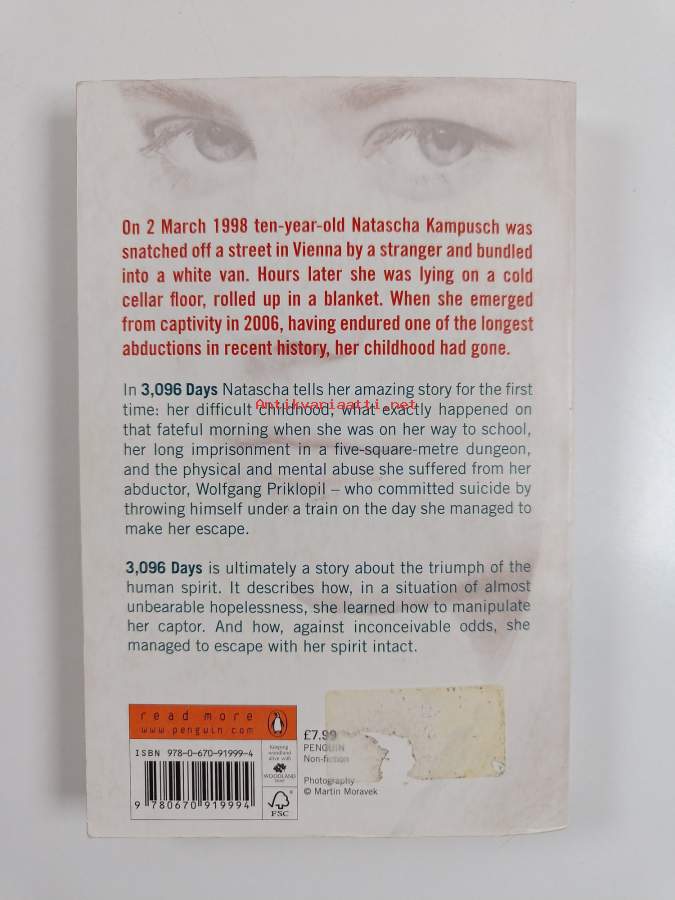 On 2 March 1998 ten-year-old Natascha Kampusch was
snatched off a street in Vienna by a stranger and bundled
into a white van. Hours later she was lying on a cold
cellar floor, rolled up in a blanket. When she emerged
from captivity in 2006, having endured one of the longest
abductions in recent history, her childhood had gone.
In 3,096 Days Natascha tells her amazing story for the first
Antikvariaatti.net
time: her difficult childhood, what exactly happened on
that fateful morning when she was on her way to school,
her long imprisonment in a five-square-metre dungeon,
and the physical and mental abuse she suffered from her
abductor, Wolfgang Priklopil – who committed suicide by
throwing himself under a train on the day she managed to
make her escape.
3,096 Days is ultimately a story about the triumph of the
human spirit. It describes how, in a situation of almost
unbearable hopelessness, she learned how to manipulate
her captor. And how, against inconceivable odds, she
managed to escape with her spirit intact.
read more
www.penguin.com
ISBN 978-0-670-91999-4
9 780670 919994
Keeping
woodland
alive with
WOODLAND
FSC
£7.99
PENGUIN
Non-fiction
Photography
© Martin Moravek